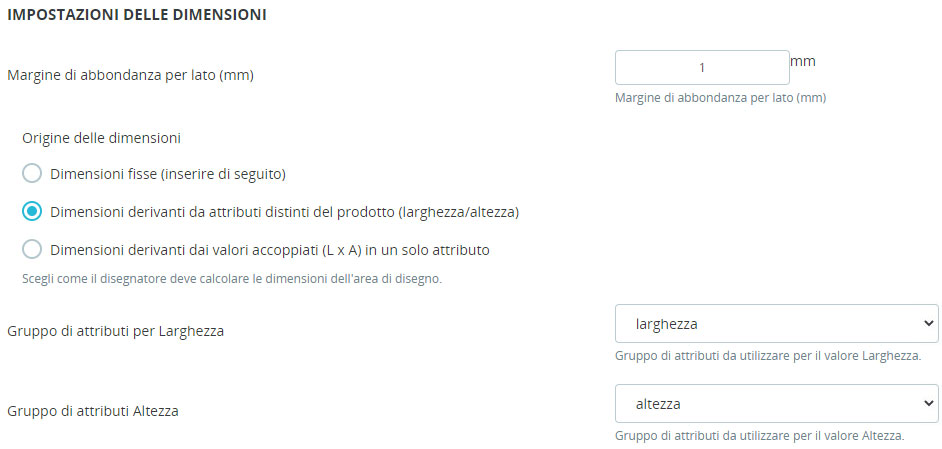 IMPOSTAZIONI DELLE DIMENSIONI
Margine di abbondanza per lato (mm)
1
mm
Margine di abbondanza per lato (mm)
Origine delle dimensioni
Dimensioni fisse (inserire di seguito)
Dimensioni derivanti da attributi distinti del prodotto (larghezza/altezza)
Dimensioni derivanti dai valori accoppiati (L x A) in un solo attributo
Scegli come il disegnatore deve calcolare le dimensioni dell'area di disegno.
Gruppo di attributi per Larghezza
larghezza
Gruppo di attributi da utilizzare per il valore Larghezza.
Gruppo di attributi Altezza
altezza
Gruppo di attributi da utilizzare per il valore Altezza.